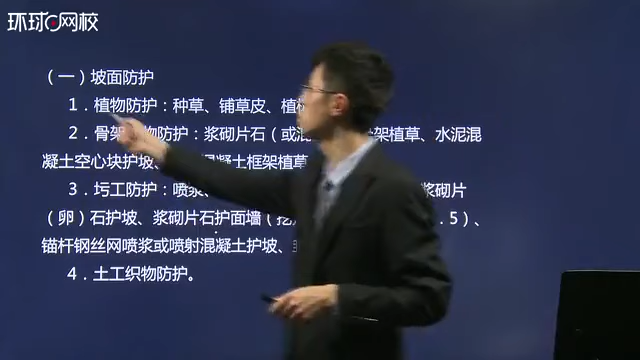 环球网校
（一）坡面防护
1．植物防护：种草、铺草皮、植
2．骨架 物防护：浆砌片石（或 架植草、水泥混
凝土空心块护坡、 混凝土框架植草
3．圬工防护：喷浆、 浆砌片
（卵）石护坡、浆砌片石护面墙（ ．5）、
锚杆钢丝网喷浆或喷射混凝土护坡、
4．土工织物防护。